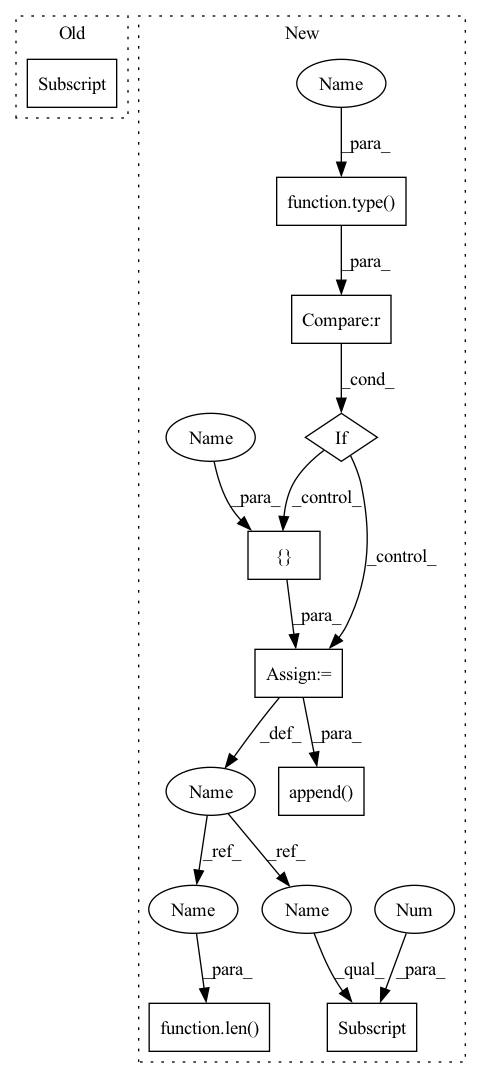 Old
New
Subscript
Name
_para_
function.type()
_para_
Compare:r
_cond_
Name
If
_para_
_control_
{}
_control_
_para_
Assign:=
_def_
_para_
Name
append()
_ref_
_ref_
Name
Name
Num
_para_
_qual_
_para_
function.len()
Subscript